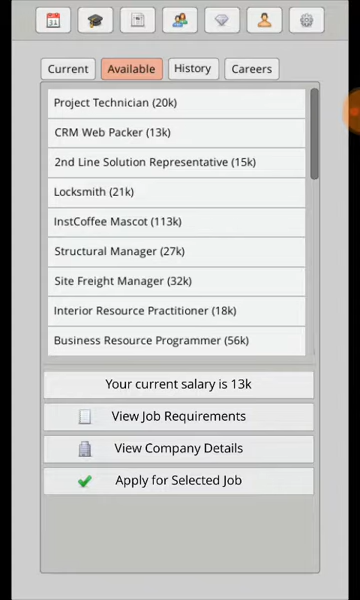 31
Current
Available
History
Careers
Project Technician (20k)
CRM Web Packer (13k)
2nd Line Solution Representative (15k)
Locksmith (21k)
InstCoffee Mascot (113k)
Structural Manager (27k)
Site Freight Manager (32k)
Interior Resource Practitioner (18k)
Business Resource Programmer (56k)
Your current salary is 13k
View Job Requirements
View Company Details
Apply for Selected Job